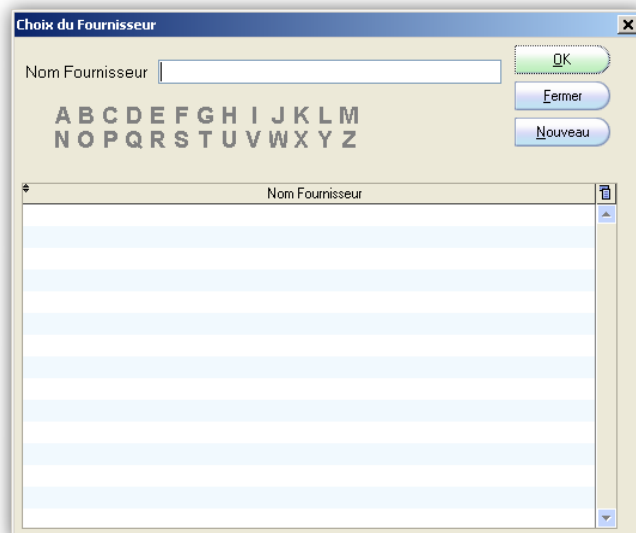 Choix du Fournisseur
Nom Fournisseur
OK
Fermer
Nouveau
A B C D E F G H I J K L M
N O P Q R S T U V W X Y Z
Nom Fournisseur